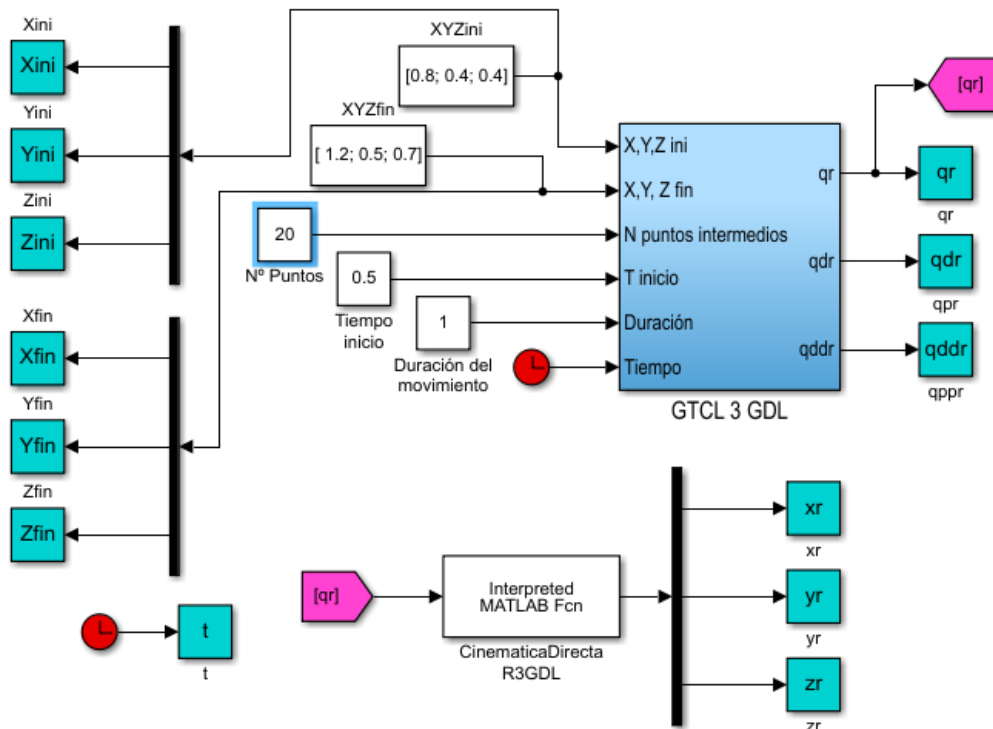 Xini
Xini
Yini
Yini
Zini
Zini
XYZini
[0.8; 0.4; 0.4]
XYZfin
[ 1.2; 0.5; 0.7]
20
Nº Puntos
0.5
Tiempo
inicio
1
Duración del
movimiento
X,Y,Z ini
X,Y, Z fin
N puntos intermedios
T inicio
Duración
Tiempo
qr
qdr
qddr
GTCL 3 GDL
[qr]
qr
qr
qdr
qpr
qddr
qppr
Xfin
Xfin
Yfin
Yfin
Zfin
Zfin
t
t
[qr]
Interpreted
MATLAB Fcn
CinematicaDirecta
R3GDL
xr
xr
yr
yr
zr
zr